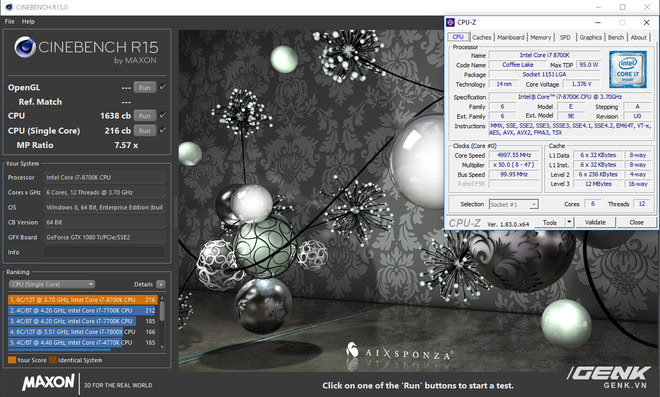 CINEBENCH R15.0
File Help
CINEBENCH R15
by MAXON
OpenGL --- Run
Ref. Match ---
CPU 1638 cb Run
CPU (Single Core) 216 cb Run
MP Ratio 7.57 x
Your System
Processor Intel Core i7-8700K CPU
Cores x GHz 6 Cores, 12 Threads @ 3.70 GHz
OS Windows 8, 64 Bit, Enterprise Edition (buil
CB Version 64 Bit
GFX Board GeForce GTX 1080 Ti/PCIe/SSE2
Info
Ranking
CPU (Single Core) Details
1. 6C/12T @ 3.70 GHz, Intel Core i7-8700K CPU 216
2. 4C/8T @ 4.20 GHz, Intel Core i7-7700K CPU 212
3. 4C/8T @ 4.20 GHz, Intel Core i7-7700K CPU 185
4. 6C/12T @ 3.51 GHz, Intel Core i7-7800X CPU 166
5. 4C/8T @ 4.40 GHz, Intel Core i7-4770K CPU 165
Your Score Identical System
MAXON 3D FOR THE REAL WORLD
Click on one of the 'Run' buttons to start a test.
AIXSPONZA
CPU-Z
CPU Caches Mainboard Memory SPD Graphics Bench About
Processor
Name Intel Core i7 8700K
Code Name Coffee Lake Max TDP 95.0 W
Package Socket 1151 LGA
Technology 14 nm Core Voltage 1.376 V
intel
CORE i7
inside
Specification Intel® Core™ i7-8700K CPU @ 3.70GHz
Family 6 Model E Stepping A
Ext. Family 6 Ext. Model 9E Revision U0
Instructions MMX, SSE, SSE2, SSE3, SSSE3, SSE4.1, SSE4.2, EM64T, VT-x,
AES, AVX, AVX2, FMA3, TSX
Clocks (Core #0)
Core Speed 4997.55 MHz
Multiplier x 50.0 ( 8 - 47 )
Bus Speed 99.95 MHz
Rated FSB
Cache
L1 Data 6 x 32 KBytes 8-way
L1 Inst. 6 x 32 KBytes 8-way
Level 2 6 x 256 KBytes 4-way
Level 3 12 MBytes 16-way
Selection Socket #1 Cores 6 Threads 12
CPU-Z Ver. 1.83.0.x64 Tools Validate Close
/GENK
GENK.VN